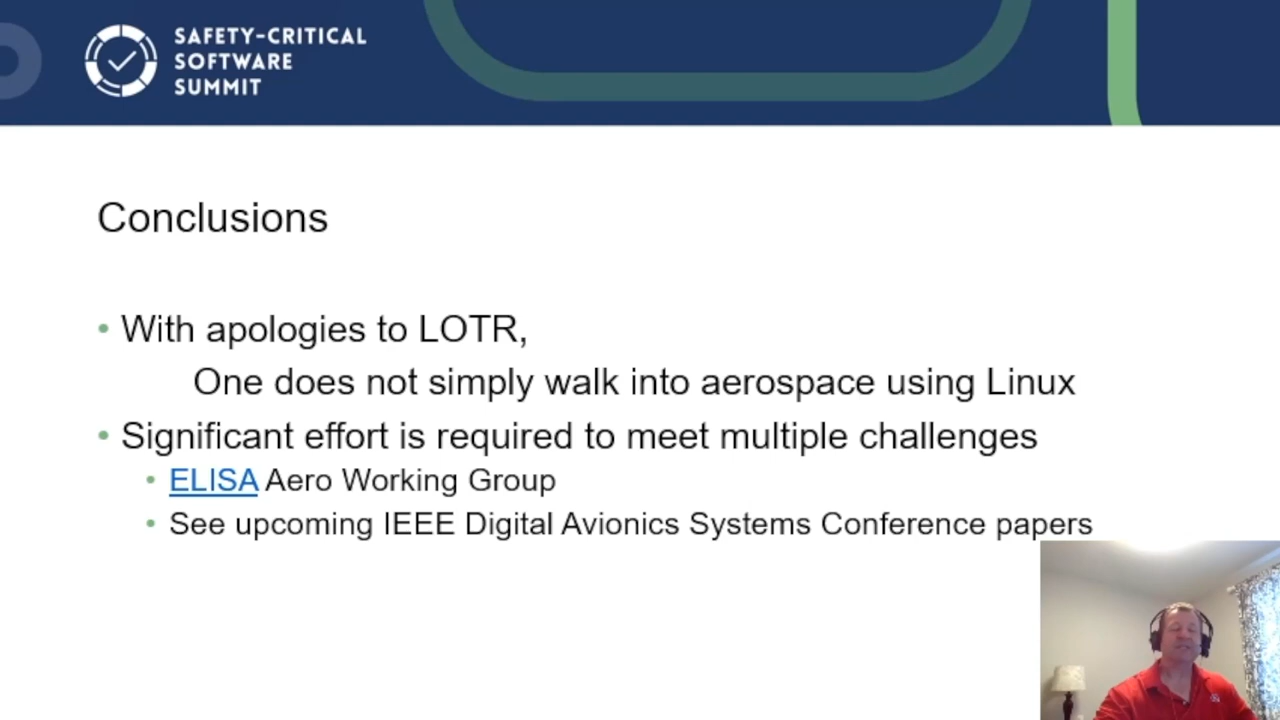 SAFETY-CRITICAL
SOFTWARE
SUMMIT
Conclusions
• With apologies to LOTR,
One does not simply walk into aerospace using Linux
• Significant effort is required to meet multiple challenges
• ELISA Aero Working Group
• See upcoming IEEE Digital Avionics Systems Conference papers